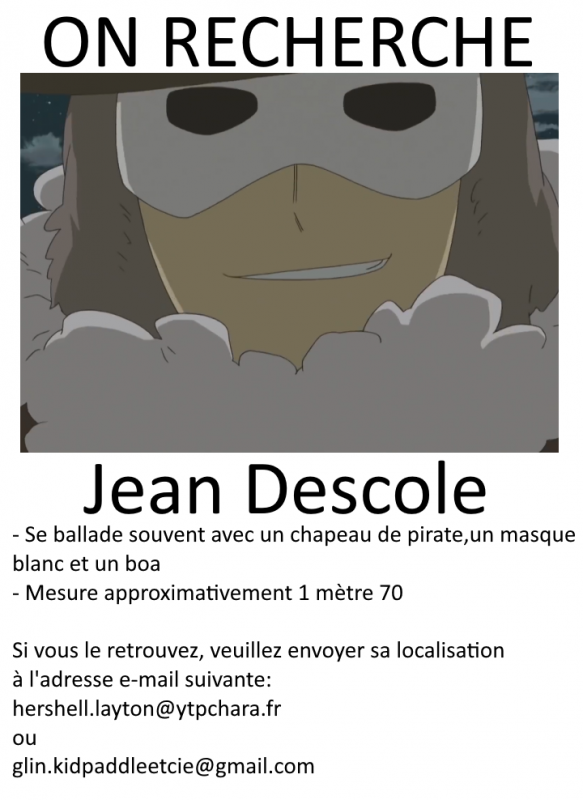 ON RECHERCHE
Jean Descole
- Se ballade souvent avec un chapeau de pirate,un masque
blanc et un boa
- Mesure approximativement 1 mètre 70
Si vous le retrouvez, veuillez envoyer sa localisation
à l'adresse e-mail suivante:
hershell.layton@ytpchara.fr
ou
glin.kidpaddleetcie@gmail.com